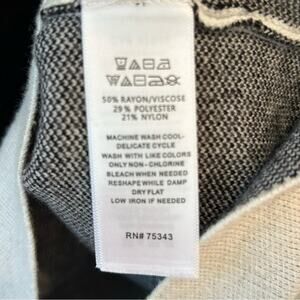 50% RAYON/VISCOSE
29% POLYESTER
21% NYLON
MACHINE WASH COOL-
DELICATE CYCLE
WASH WITH LIKE COLORS
ONLY NON-CHLORINE
BLEACH WHEN NEEDED
RESHAPE WHILE DAMP
DRY FLAT
LOW IRON IF NEEDED
RN# 75343